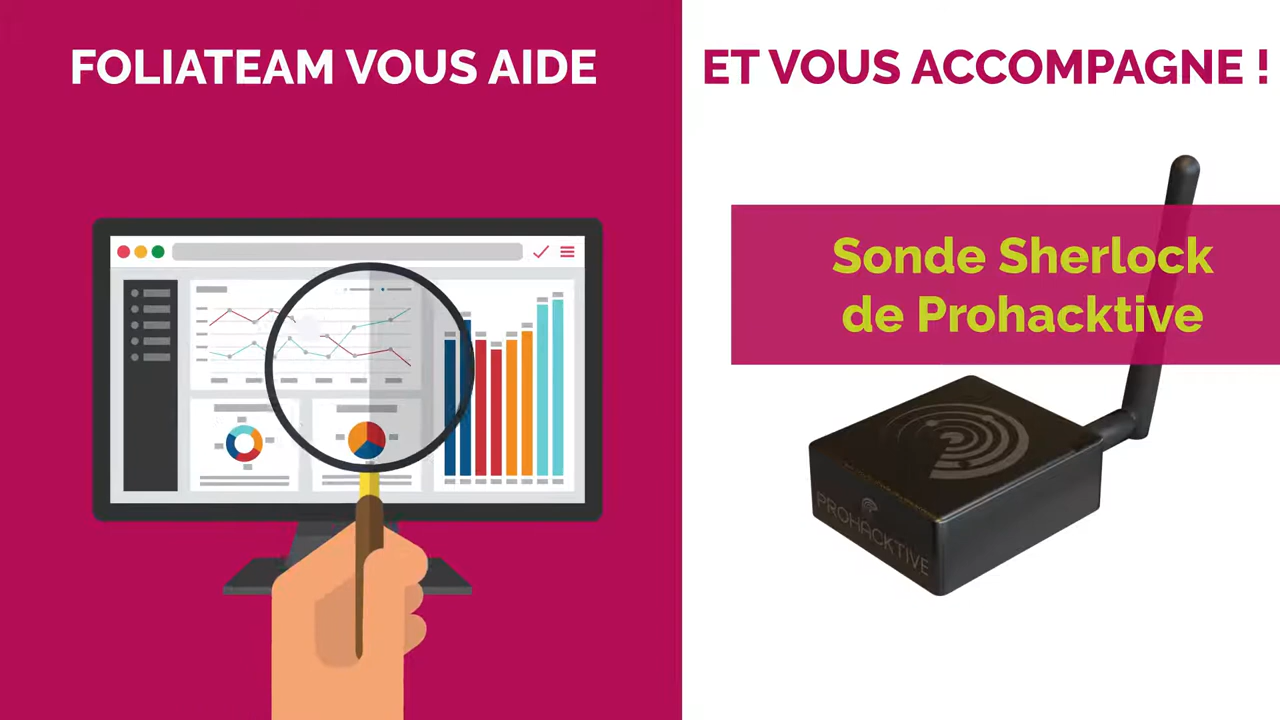 FOLIATEAM VOUS AIDE
ET VOUS ACCOMPAGNE !
Sonde Sherlock
de Prohacktive
PROHACKTIVE